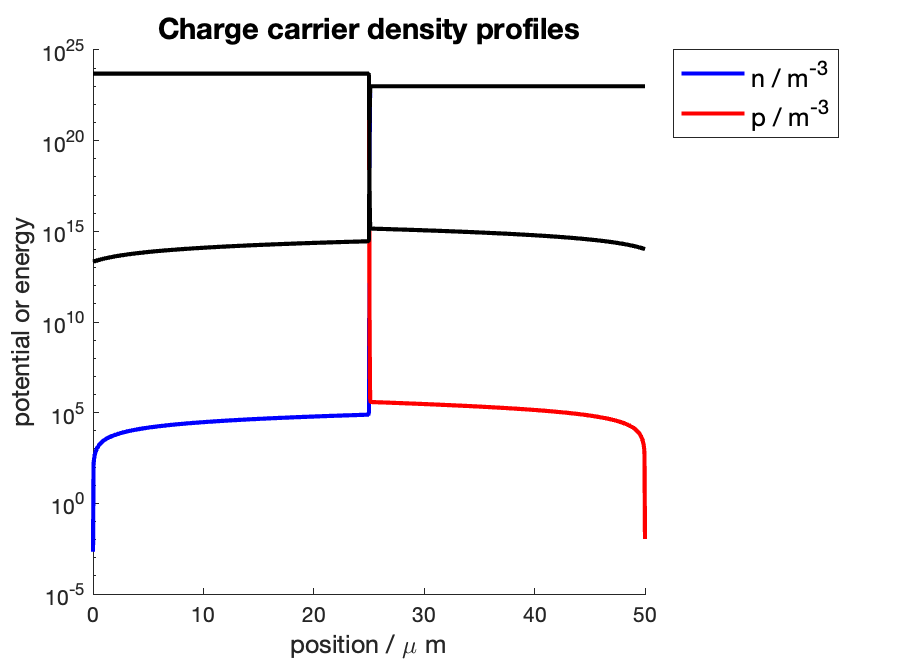 Charge carrier density profiles
n / m^-3
p / m^-3
potential or energy
10^25
10^20
10^15
10^10
10^5
10^0
10^-5
0 10 20 30 40 50
position / μ m